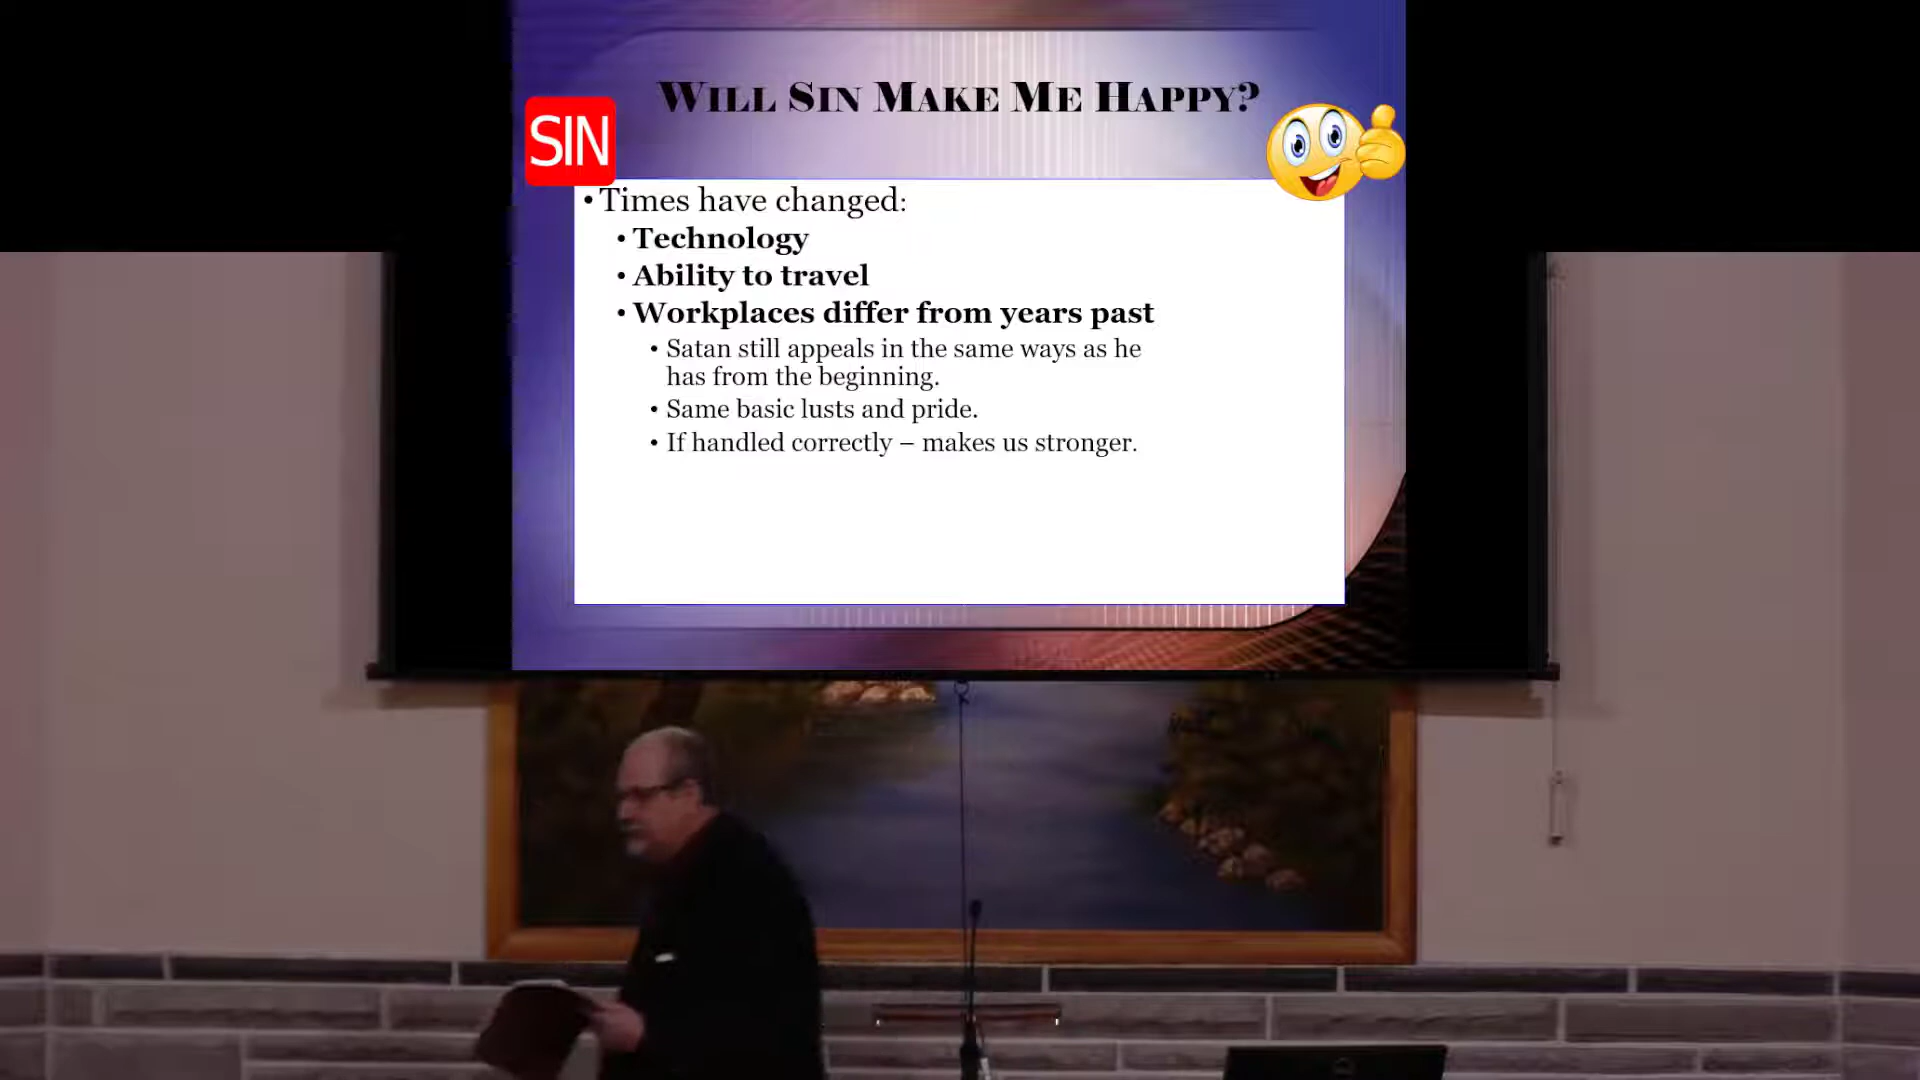 Will Sin Make Me Happy?
SIN
• Times have changed:
• Technology
• Ability to travel
• Workplaces differ from years past
• Satan still appeals in the same ways as he
has from the beginning.
• Same basic lusts and pride.
• If handled correctly – makes us stronger.